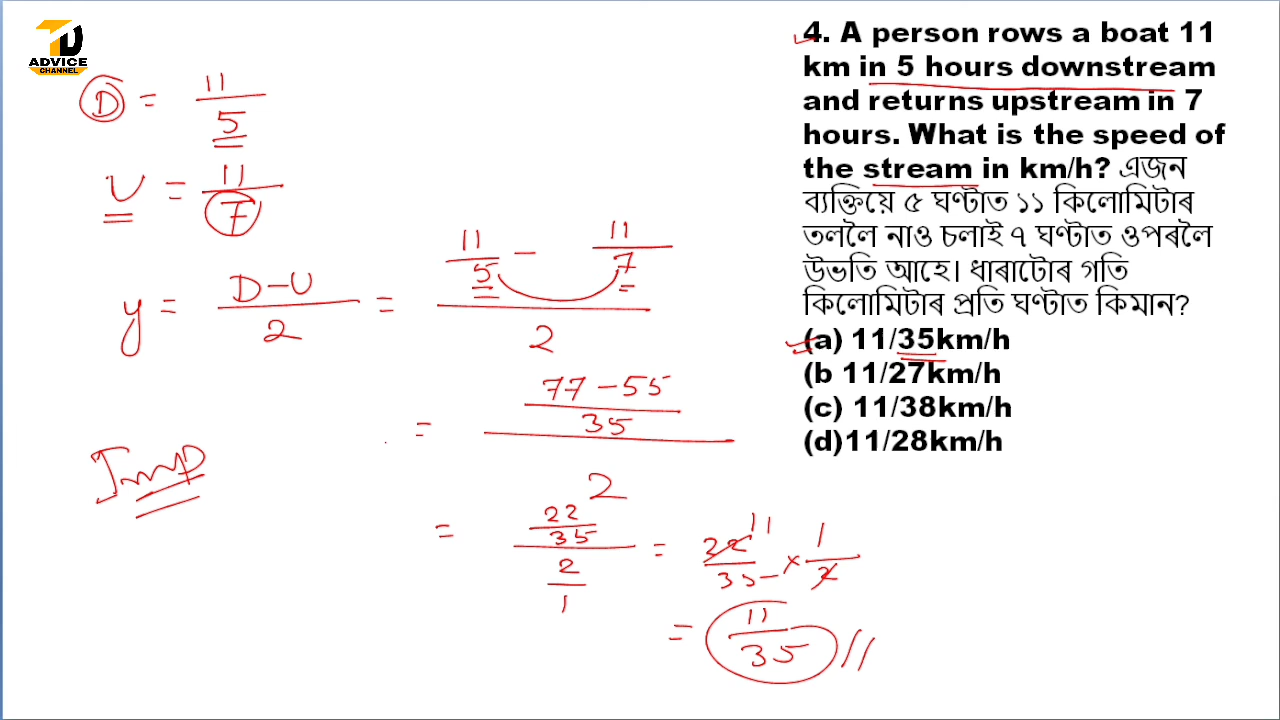 TU
ADVICE
CHANNEL
4. A person rows a boat 11
km in 5 hours downstream
and returns upstream in 7
hours. What is the speed of
the stream in km/h? এজন
ব্যক্তিয়ে ৫ ঘণ্টাত ১১ কিলোমিটাৰ
তললৈ নাও চলাই ৭ ঘণ্টাত ওপৰলৈ
উভতি আহে। ধাৰাটোৰ গতি
কিলোমিটাৰ প্ৰতি ঘণ্টাত কিমান?
(a) 11/35km/h
(b 11/27km/h
(c) 11/38km/h
(d)11/28km/h
D = 11
5
U = 11
7
11 - 11
5 7
y = D-U =
2 2
= 77-55
35
2
Imp
= 22 = 22 11 × 1
35 35 2
2
1
= 11
35 //